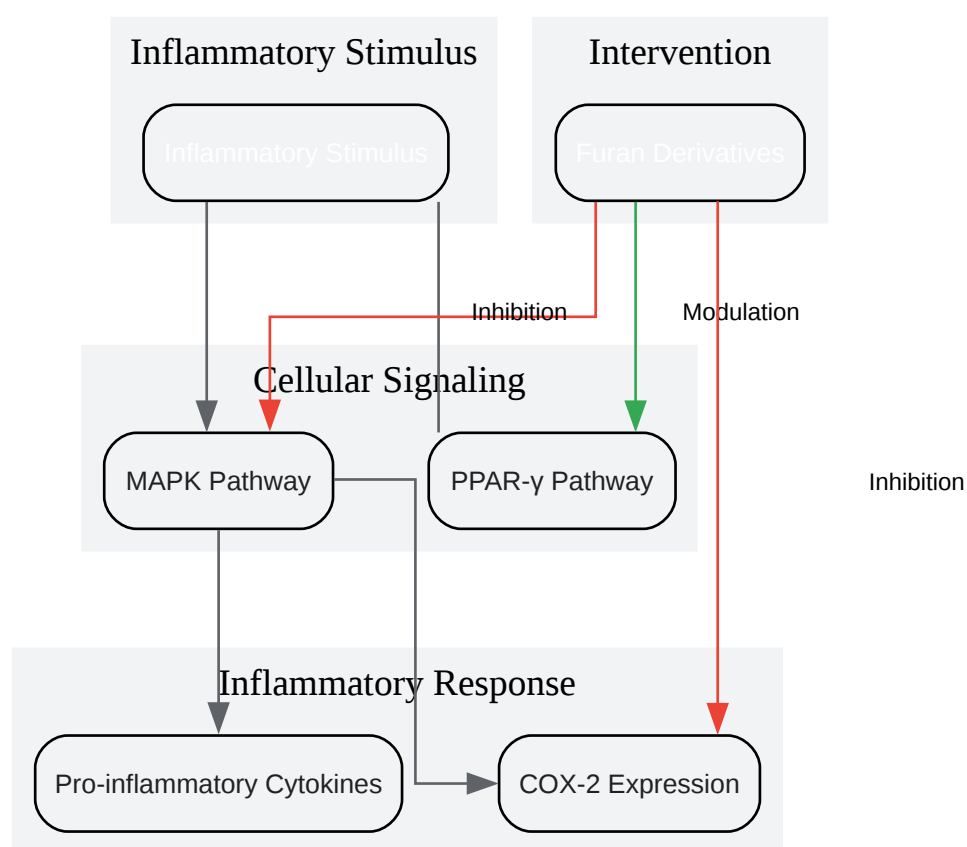 Inflammatory Stimulus
Intervention
Inflammatory Stimulus
Furan Derivatives
Inhibition
Modulation
Cellular Signaling
MAPK Pathway
PPAR-γ Pathway
Inhibition
Inflammatory Response
Pro-inflammatory Cytokines
COX-2 Expression